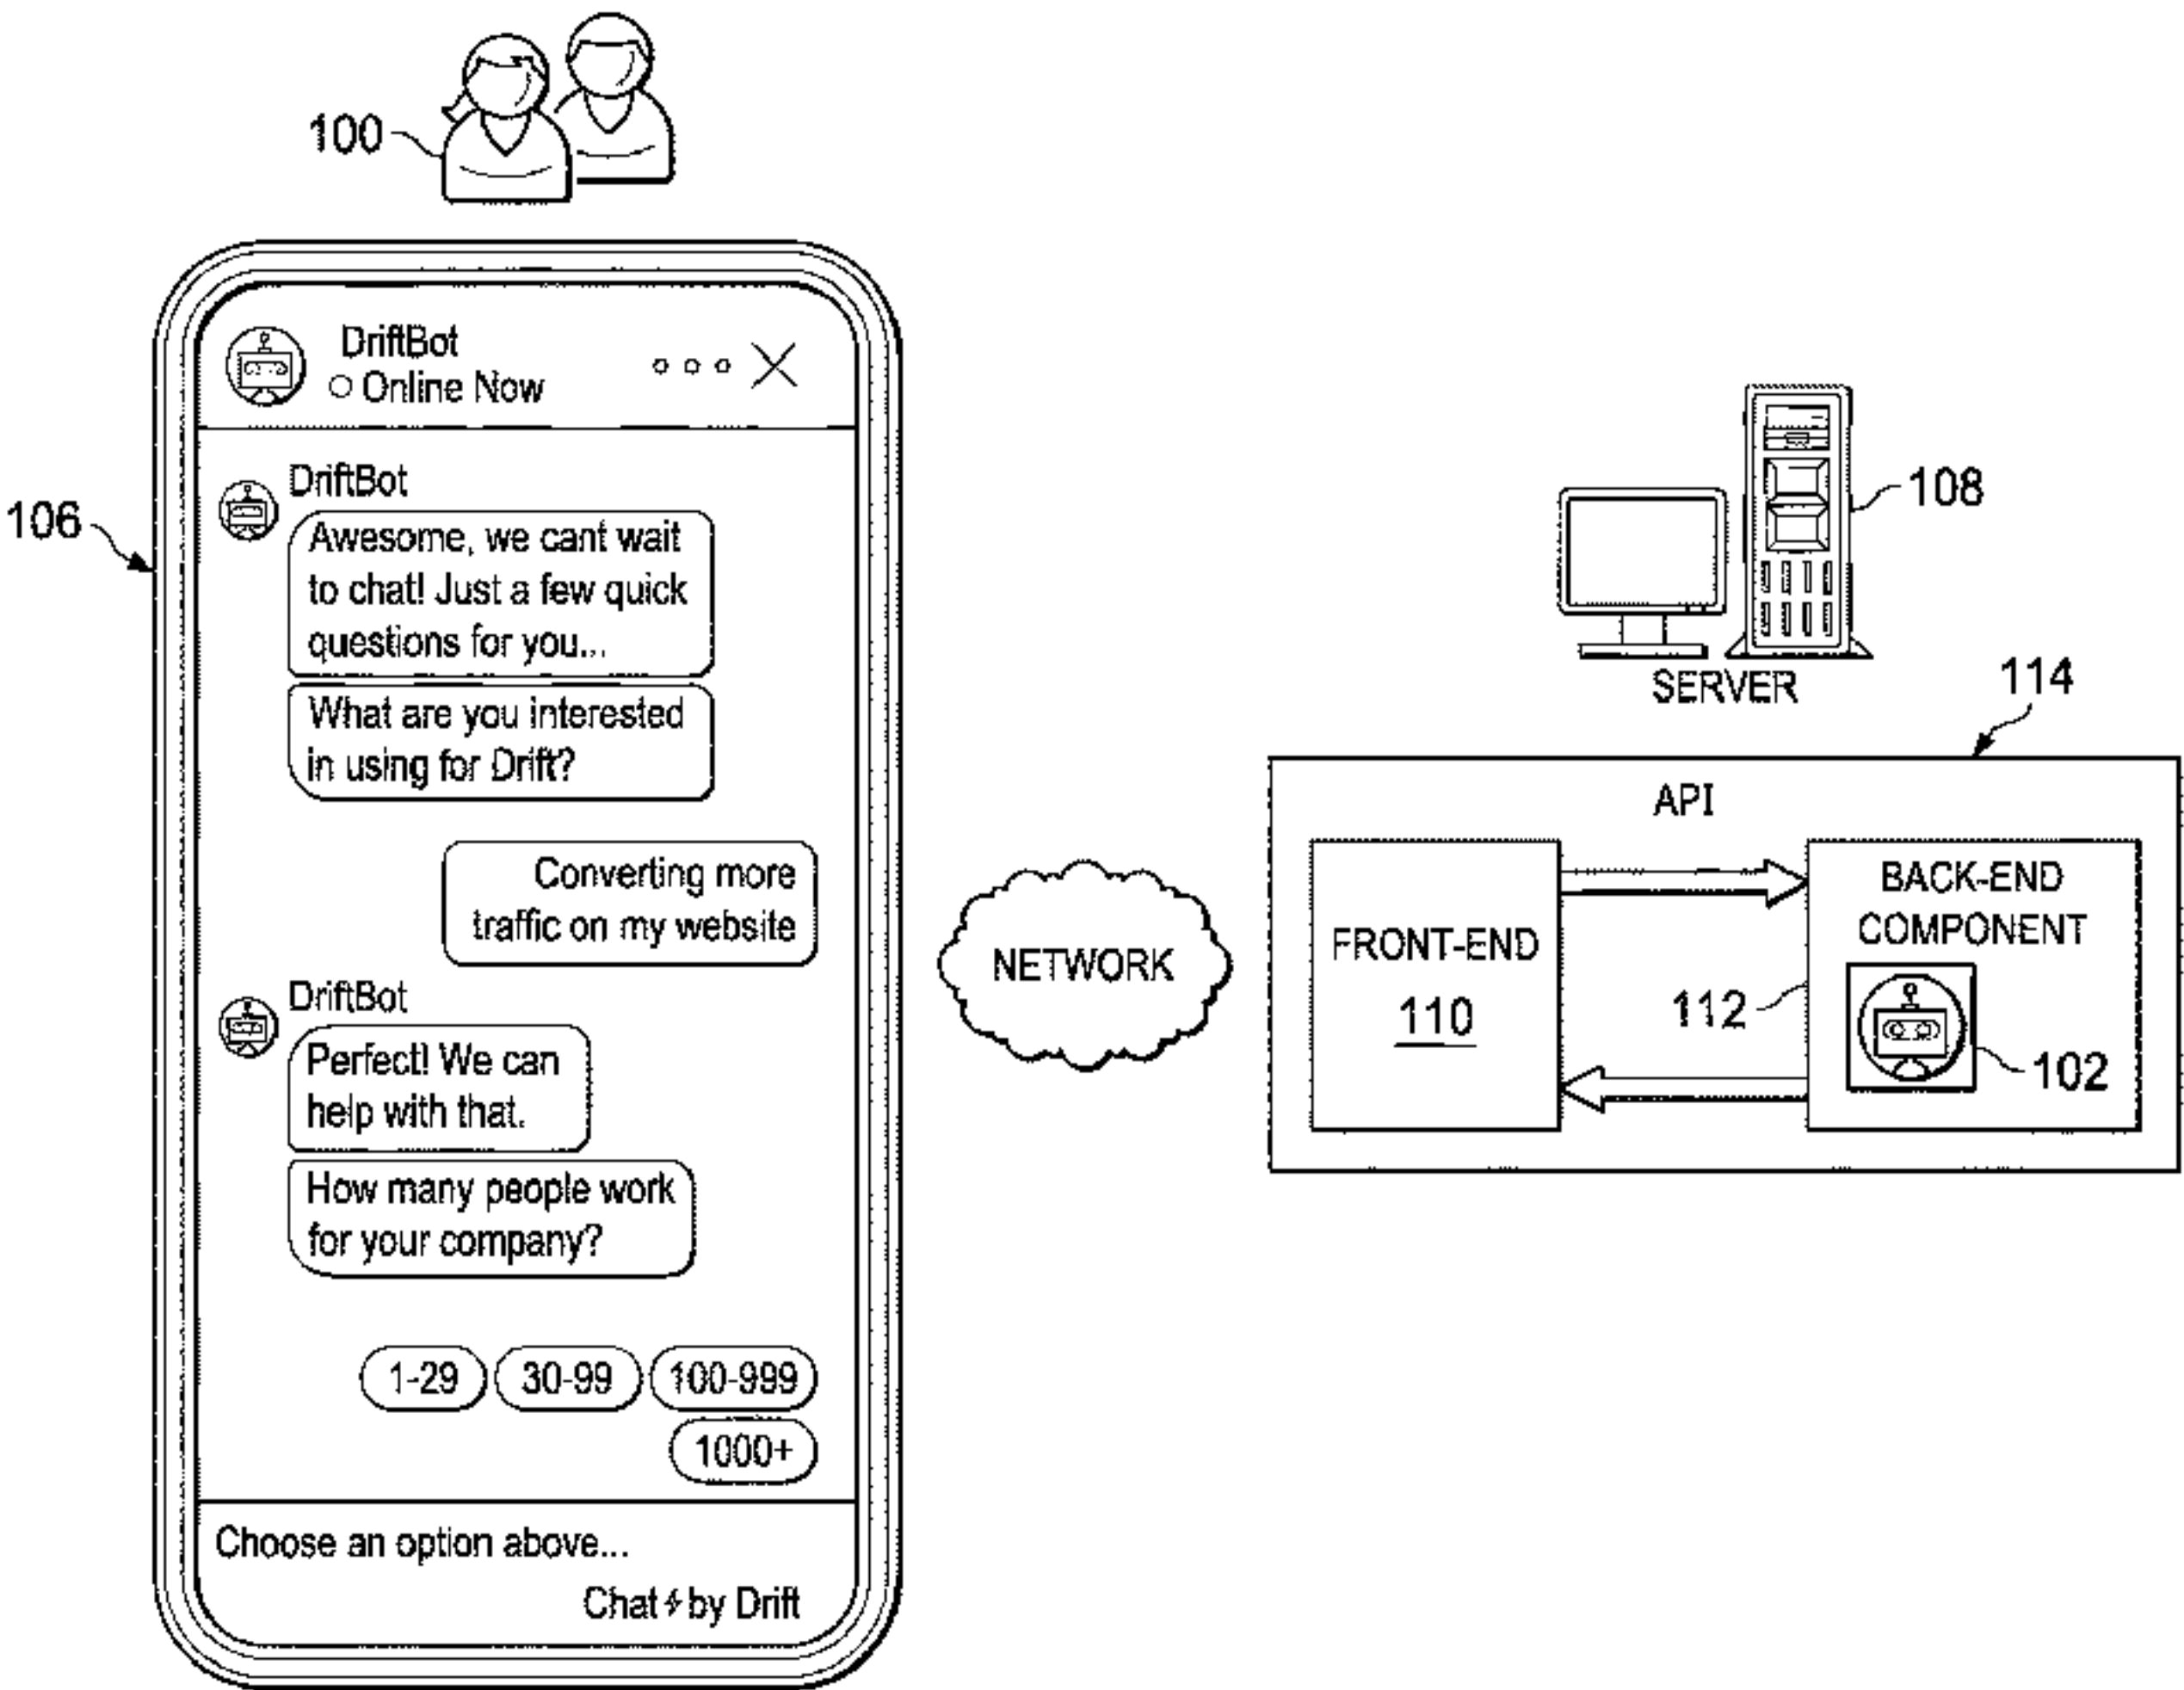 100
106
DriftBot
Online Now
DriftBot
Awesome, we cant wait
to chat! Just a few quick
questions for you...
What are you interested
in using for Drift?
Converting more
traffic on my website
DriftBot
Perfect! We can
help with that.
How many people work
for your company?
1-29
30-99
100-999
1000+
Choose an option above...
Chat by Drift
NETWORK
108
SERVER
114
API
FRONT-END
110
BACK-END
COMPONENT
112
102